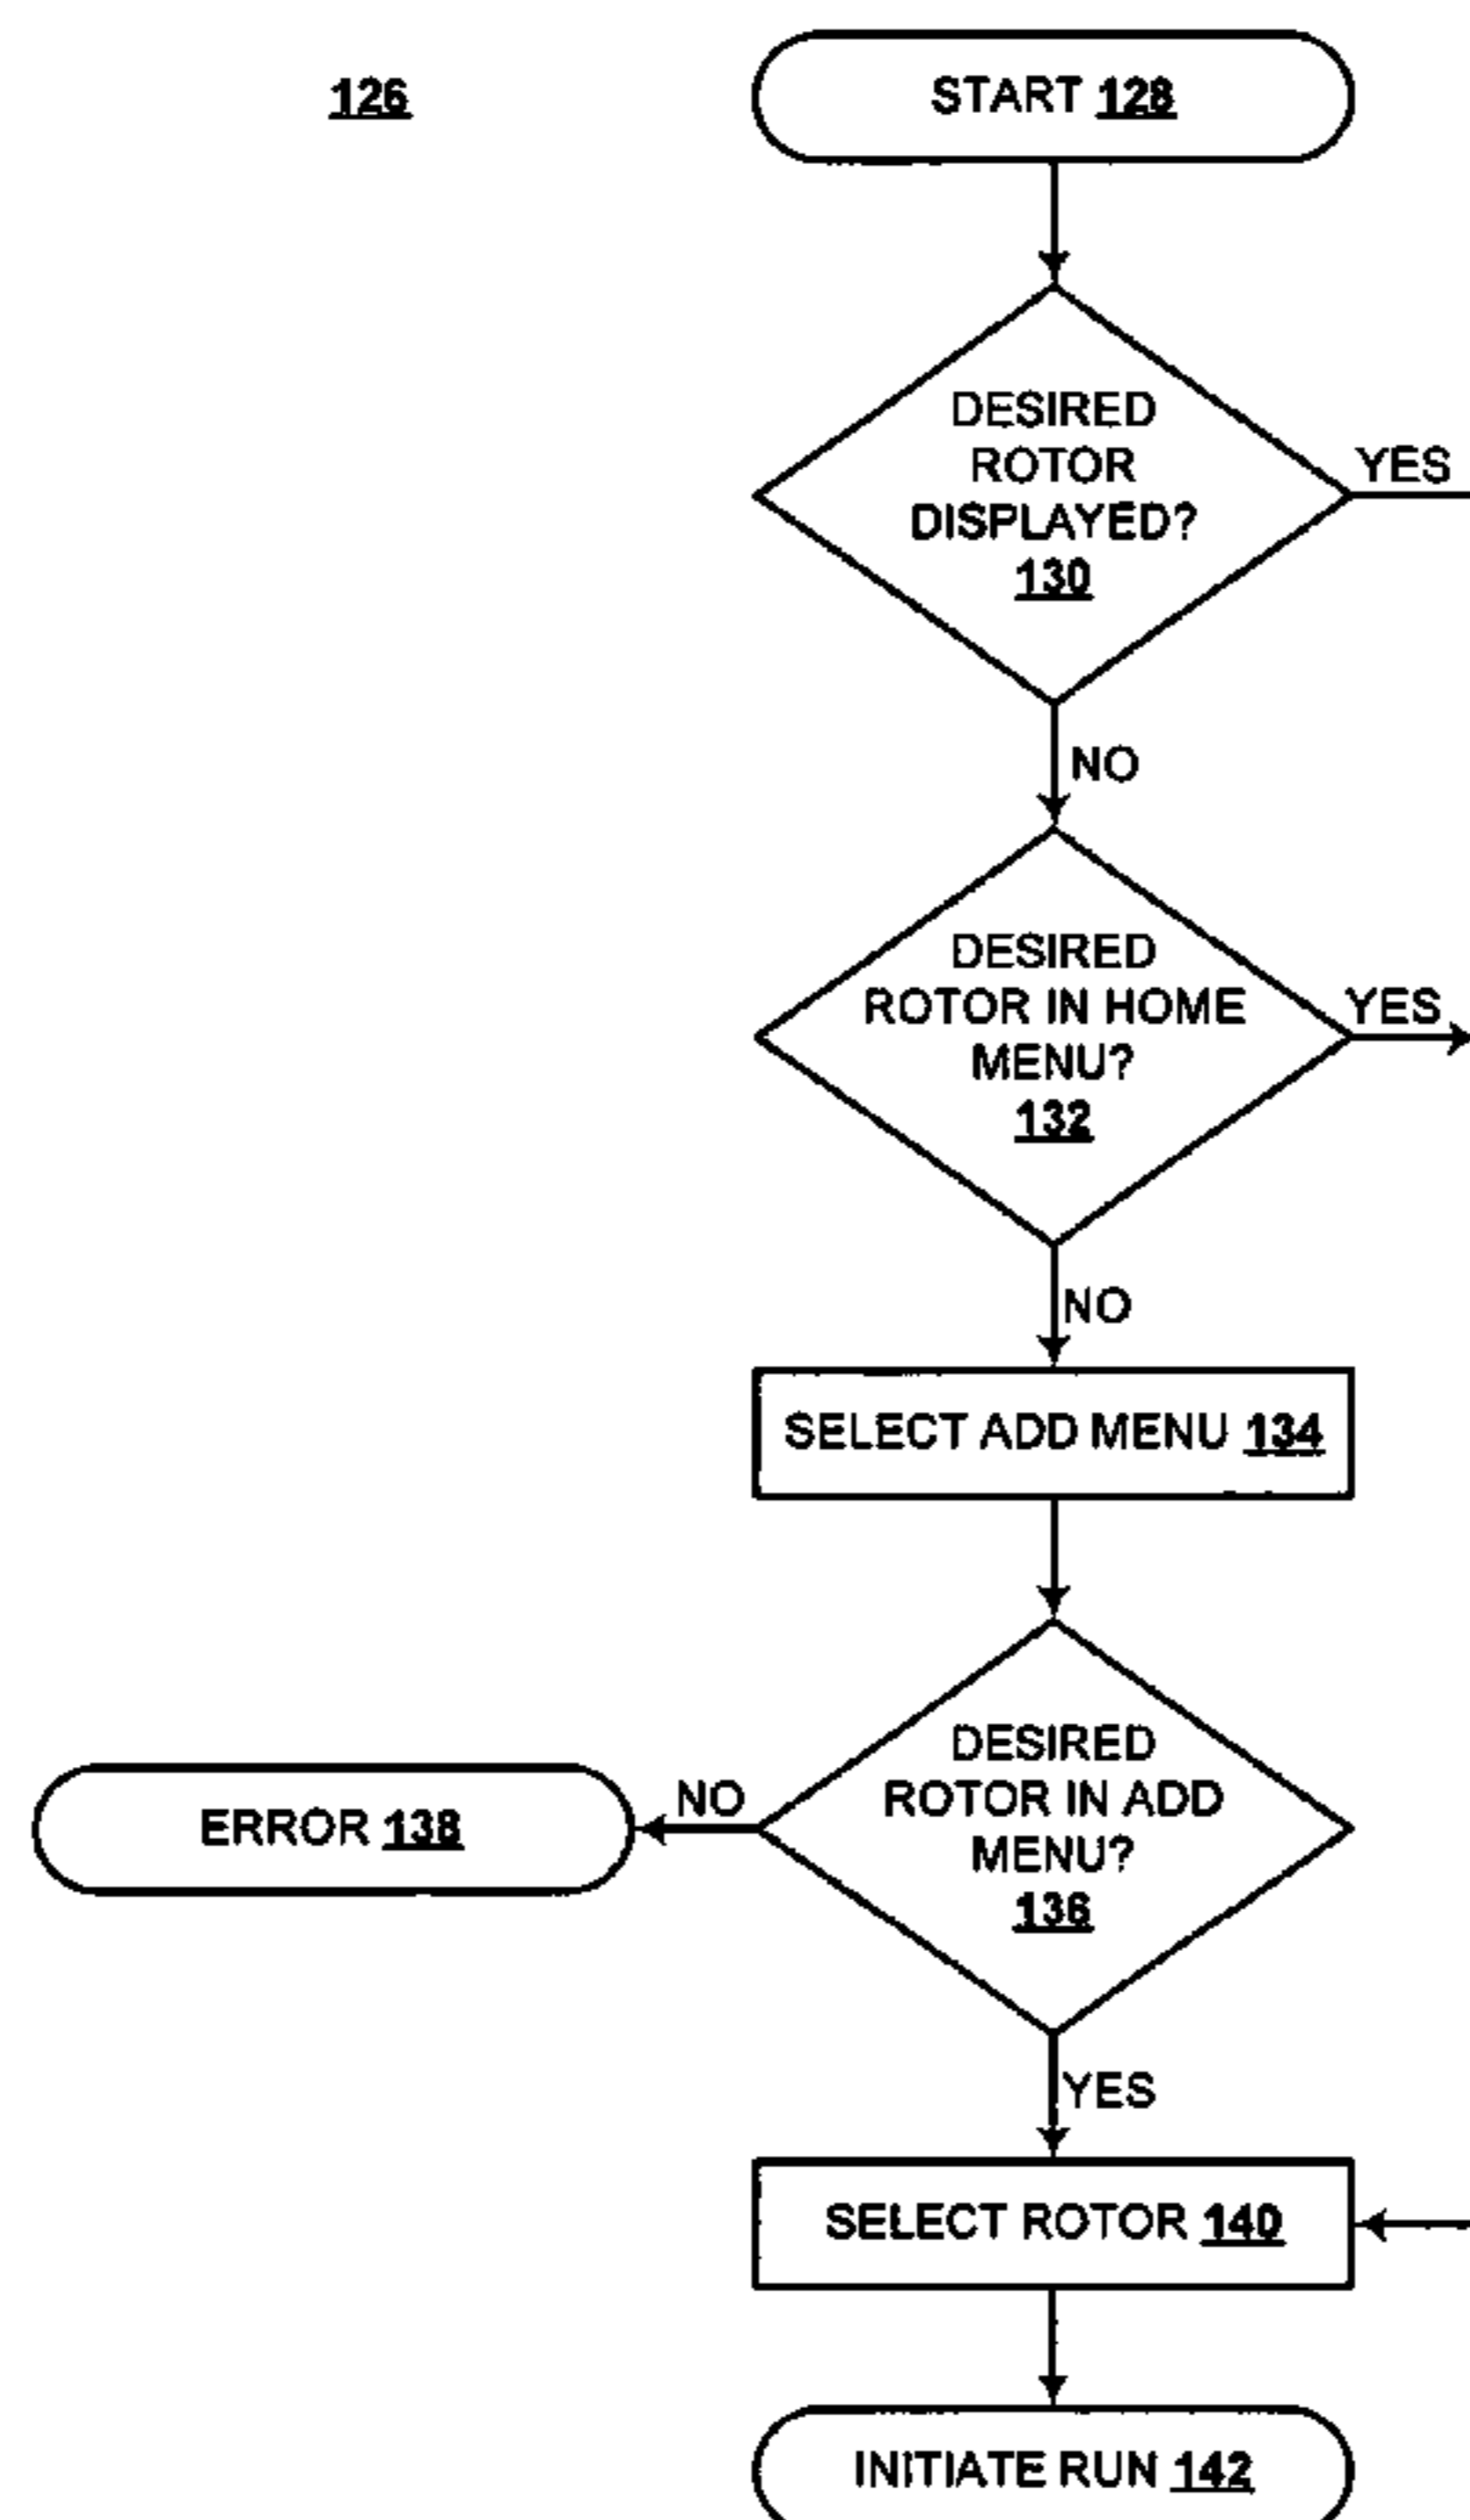 126
START 128
DESIRED
ROTOR
DISPLAYED?
130
YES
NO
DESIRED
ROTOR IN HOME
MENU?
132
YES
NO
SELECT ADD MENU 134
DESIRED
ROTOR IN ADD
MENU?
136
NO
ERROR 138
YES
SELECT ROTOR 140
INITIATE RUN 142